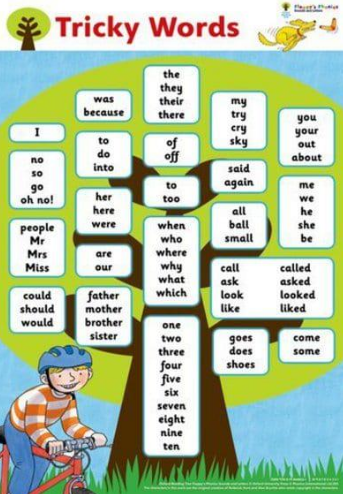 Tricky Words
Floppy's Phonics
I
no
so
go
oh no!
people
Mr
Mrs
Miss
could
should
would
was
because
to
do
into
her
here
were
are
our
father
mother
brother
sister
the
they
their
there
of
off
to
too
when
who
where
why
what
which
one
two
three
four
five
six
seven
eight
nine
ten
my
try
cry
sky
said
again
all
ball
small
call called
ask asked
look looked
like liked
goes
does
shoes
you
your
out
about
me
we
he
she
be
come
some